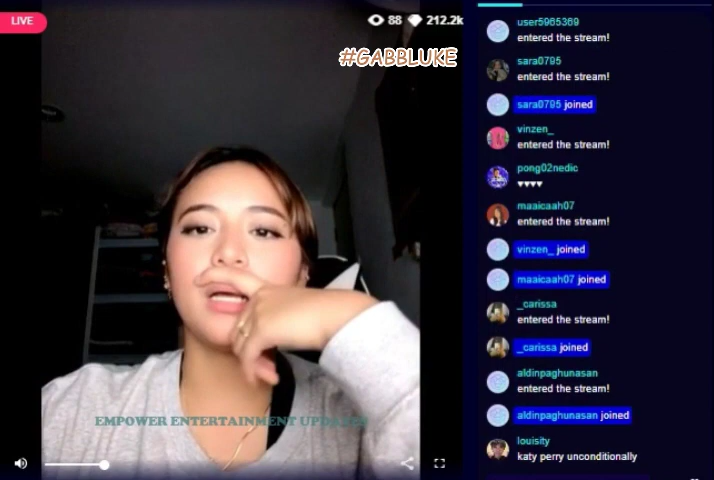 LIVE
88 212.2k
#GABBLUKE
EMPOWER ENTERTAINMENT UPDATES
user5965369
entered the stream!
sara0795
entered the stream!
sara0795 joined
vinzen_
entered the stream!
pong02nedic
♥♥♥♥
maaicaah07
entered the stream!
vinzen_ joined
maaicaah07 joined
_carissa
entered the stream!
_carissa joined
aldinpaghunasan
entered the stream!
aldinpaghunasan joined
louisity
katy perry unconditionally